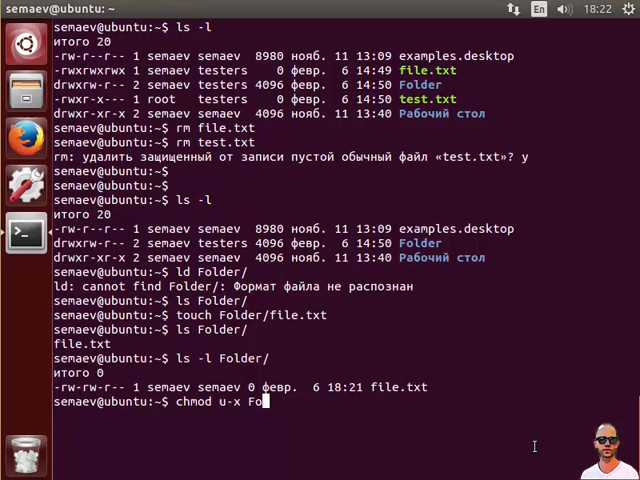 semaev@ubuntu: ~
En
18:22
semaev@ubuntu:~$ ls -l
итого 20
-rw-r--r-- 1 semaev semaev  8980 нояб. 11 13:09 examples.desktop
-rwxrwxrwx 1 semaev testers    0 февр.  6 14:49 file.txt
drwxrw-r-- 2 semaev testers 4096 февр.  6 14:50 Folder
-rwxr-x--- 1 root   testers    0 февр.  6 14:50 test.txt
drwxr-xr-x 2 semaev semaev  4096 нояб. 11 13:40 Рабочий стол
semaev@ubuntu:~$ rm file.txt
semaev@ubuntu:~$ rm test.txt
rm: удалить защищенный от записи пустой обычный файл «test.txt»? y
semaev@ubuntu:~$
semaev@ubuntu:~$
semaev@ubuntu:~$ ls -l
итого 20
-rw-r--r-- 1 semaev semaev  8980 нояб. 11 13:09 examples.desktop
drwxrw-r-- 2 semaev testers 4096 февр.  6 14:50 Folder
drwxr-xr-x 2 semaev semaev  4096 нояб. 11 13:40 Рабочий стол
semaev@ubuntu:~$ ld Folder/
ld: cannot find Folder/: Формат файла не распознан
semaev@ubuntu:~$ ls Folder/
semaev@ubuntu:~$ touch Folder/file.txt
semaev@ubuntu:~$ ls Folder/
file.txt
semaev@ubuntu:~$ ls -l Folder/
итого 0
-rw-rw-r-- 1 semaev semaev 0 февр.  6 18:21 file.txt
semaev@ubuntu:~$ chmod u-x Fo